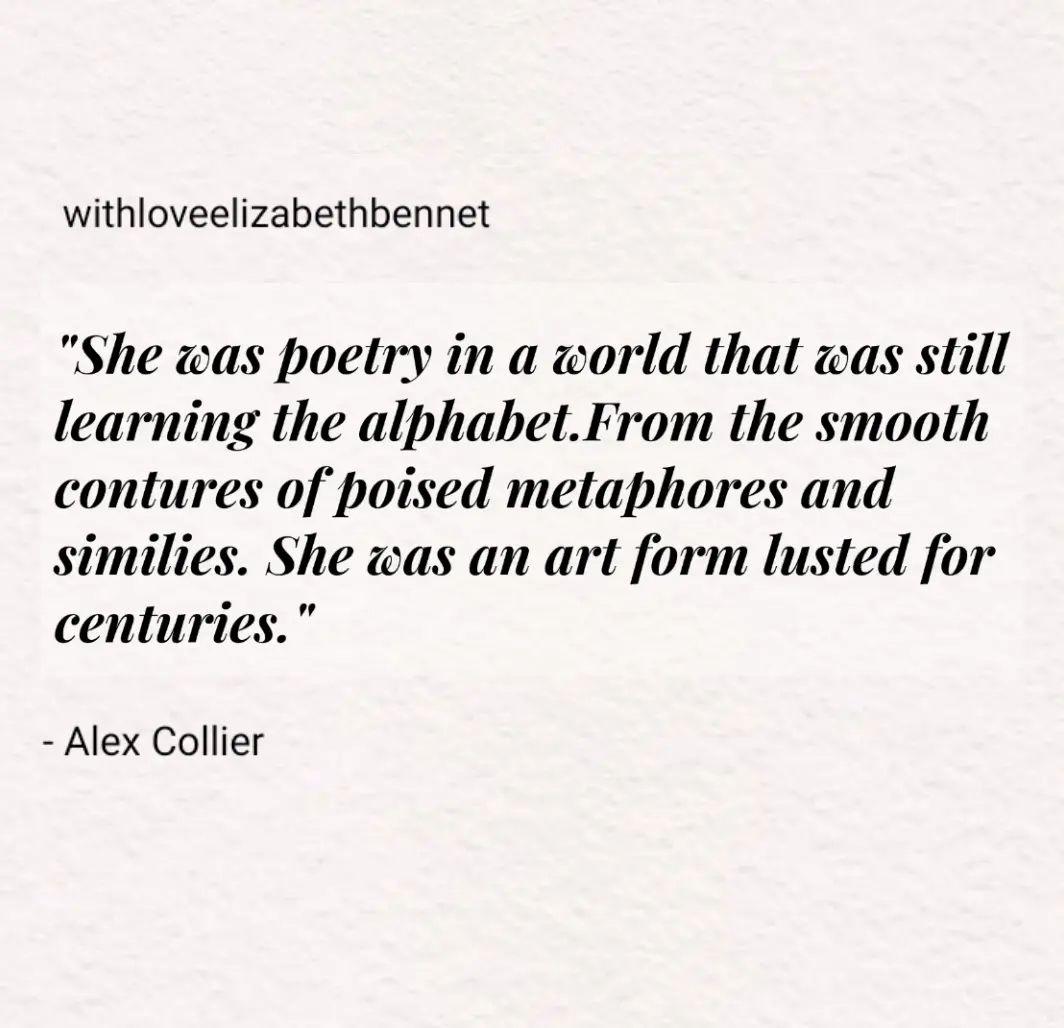 withloveelizabethbennet
"She was poetry in a world that was still
learning the alphabet.From the smooth
contures of poised metaphores and
similies. She was an art form lusted for
centuries."
- Alex Collier